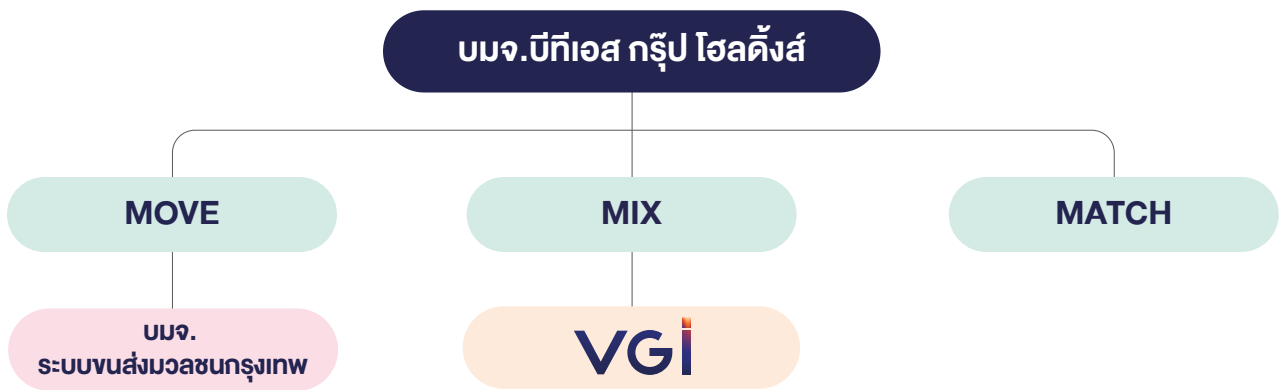 บมจ.บีทีเอส กรุ๊ป โฮลดิ้งส์
MOVE
MIX
MATCH
บมจ.
ระบบขนส่งมวลชนกรุงเทพ
VGI